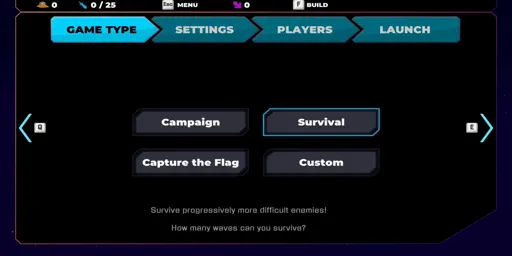 0 0 / 25 Esc MENU 0 F BUILD
GAME TYPE SETTINGS PLAYERS LAUNCH
Campaign Survival
Q E
Capture the Flag Custom
Survive progressively more difficult enemies!
How many waves can you survive?